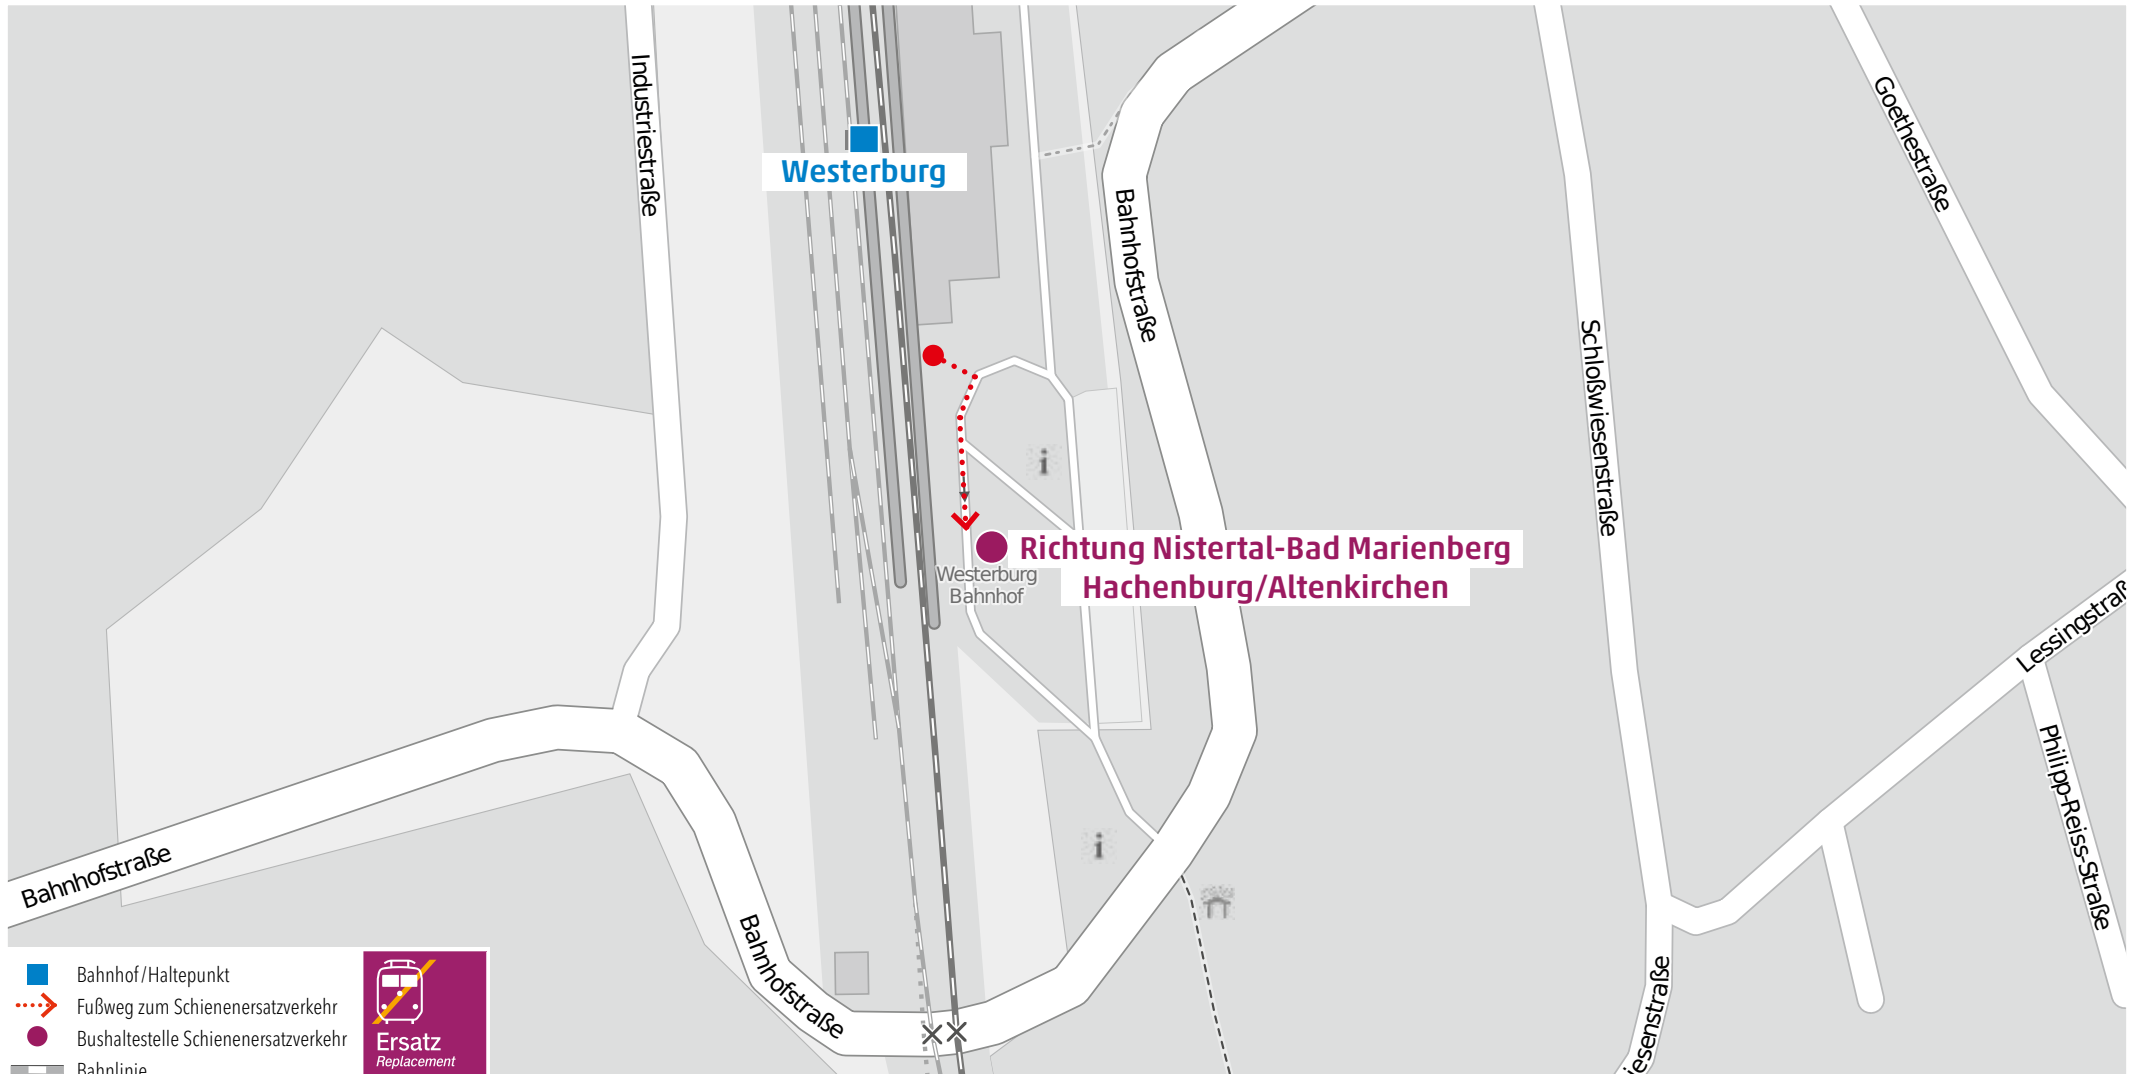 Industriestraße
Goethestraße
Westerburg
Bahnhofstraße
Schloßwiesenstraße
Richtung Nistertal-Bad Marienberg
Hachenburg/Altenkirchen
Westerburg
Bahnhof
Lessingstraß
Philipp-Reiss-Straße
Bahnhofstraße
Bahnhofstraße
iesenstraße
Bahnhof/Haltepunkt
Fußweg zum Schienenersatzverkehr
Bushaltestelle Schienenersatzverkehr
Bahnlinie
Ersatz
Replacement